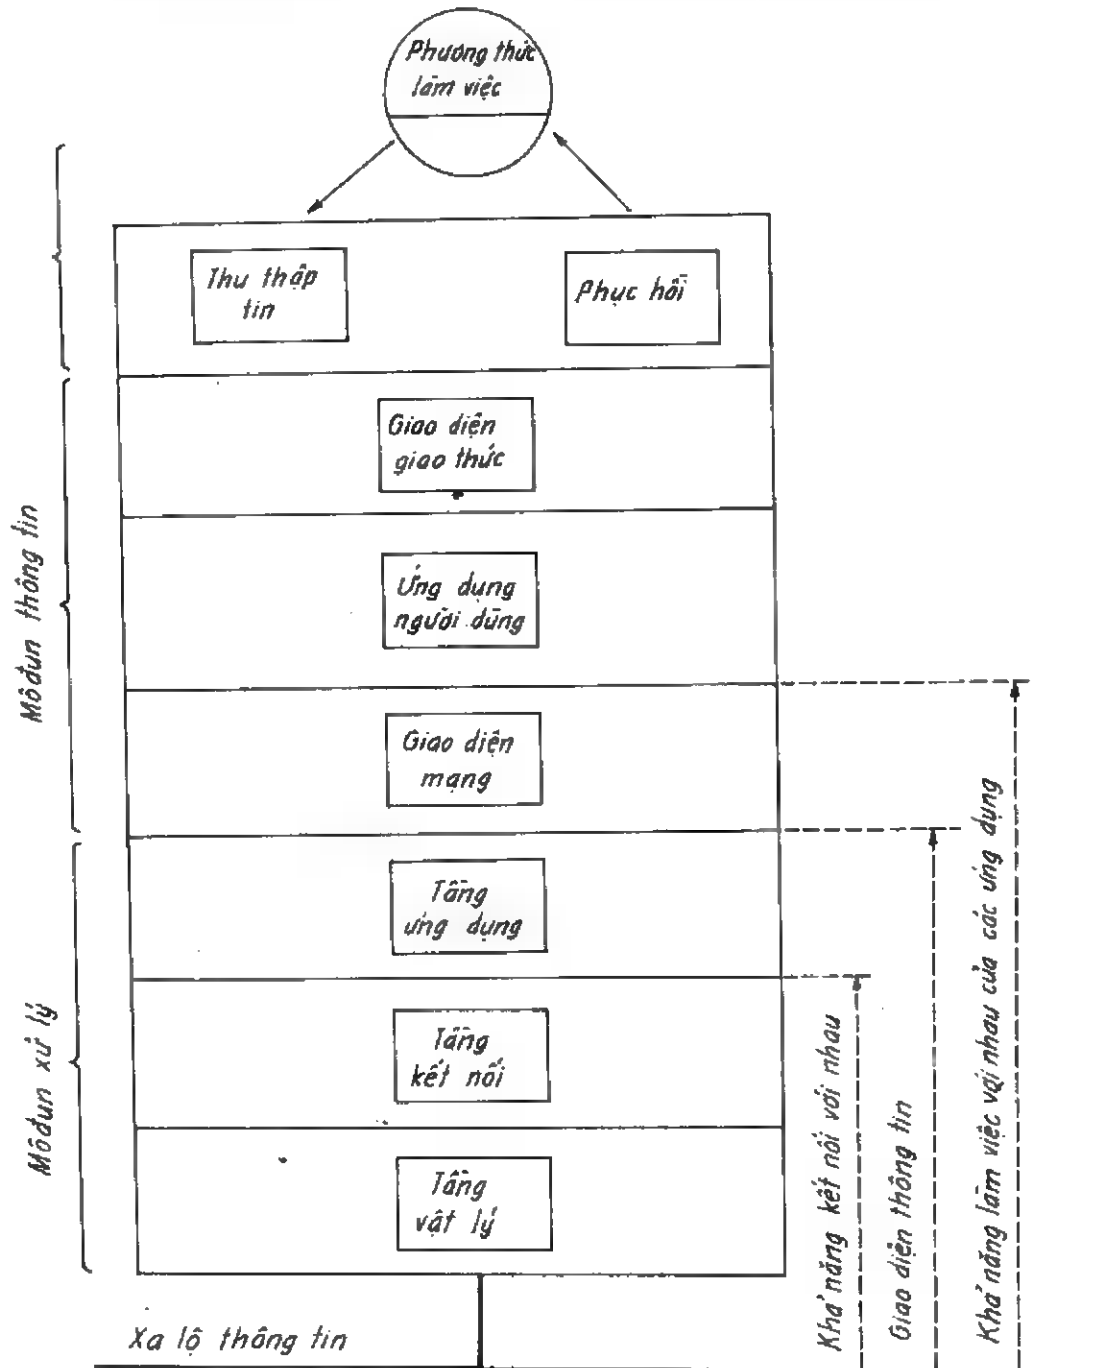 Phương thức
làm việc
Thu thập
tin
Phục hồi
Giao diện
giao thức
Ứng dụng
người dùng
Giao diện
mạng
Tầng
ứng dụng
Tầng
kết nối
Tầng
vật lý
Môđun thông tin
Môđun xử lý
Khả năng kết nối với nhau
Giao diện thông tin
Khả năng làm việc với nhau của các ứng dụng
Xa lộ thông tin